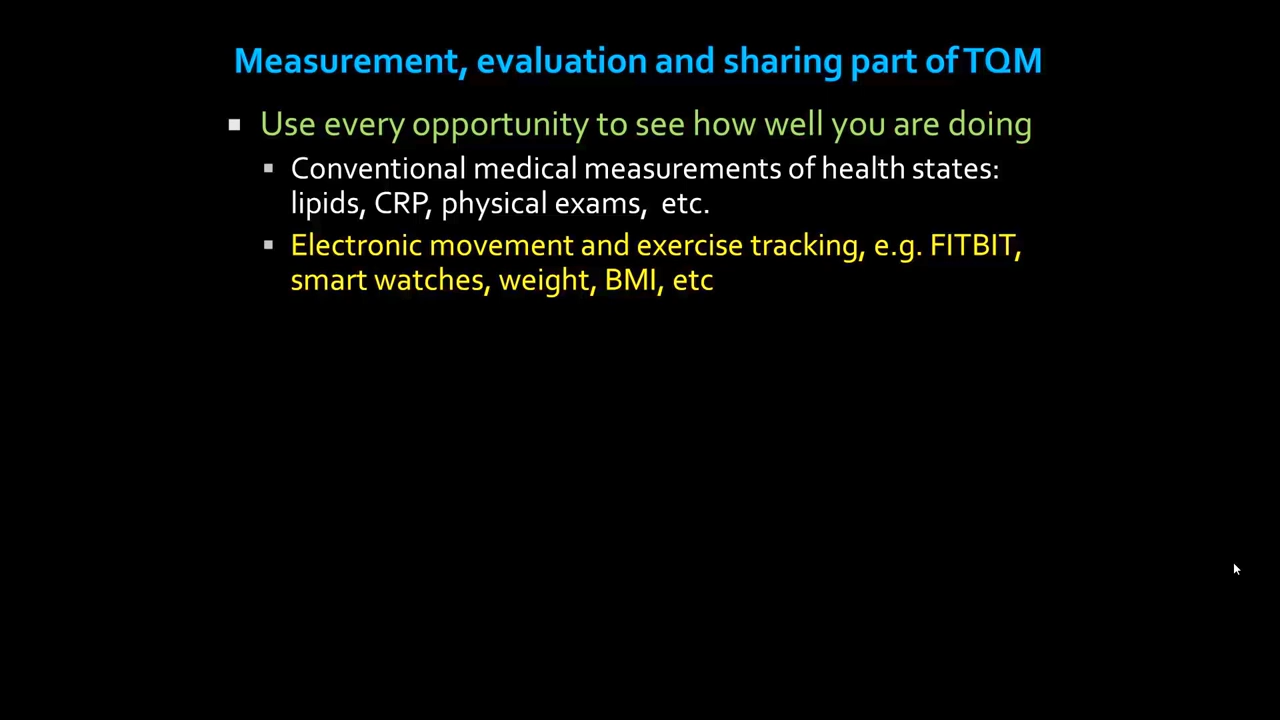 Measurement, evaluation and sharing part of TQM
Use every opportunity to see how well you are doing
Conventional medical measurements of health states:
lipids, CRP, physical exams, etc.
Electronic movement and exercise tracking, e.g. FITBIT,
smart watches, weight, BMI, etc